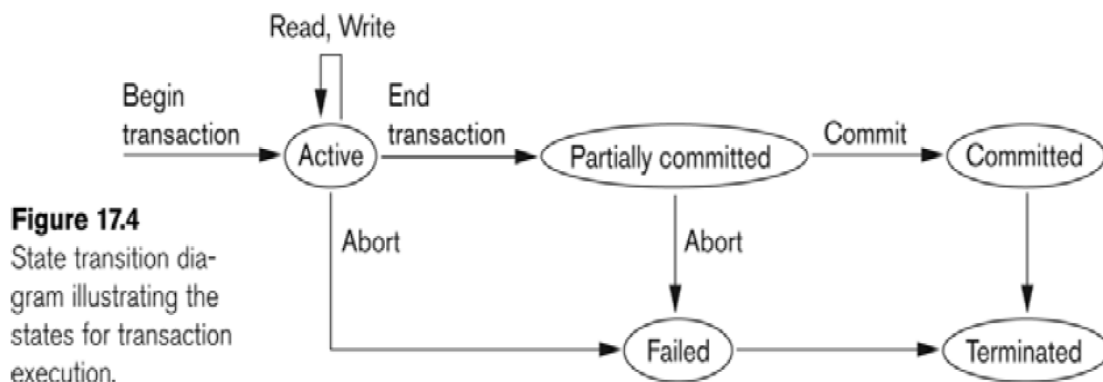 Read, Write
Begin
transaction
End
transaction
Active
Partially committed
Commit
Committed
Figure 17.4
State transition dia-
gram illustrating the
states for transaction
execution.
Abort
Abort
Failed
Terminated